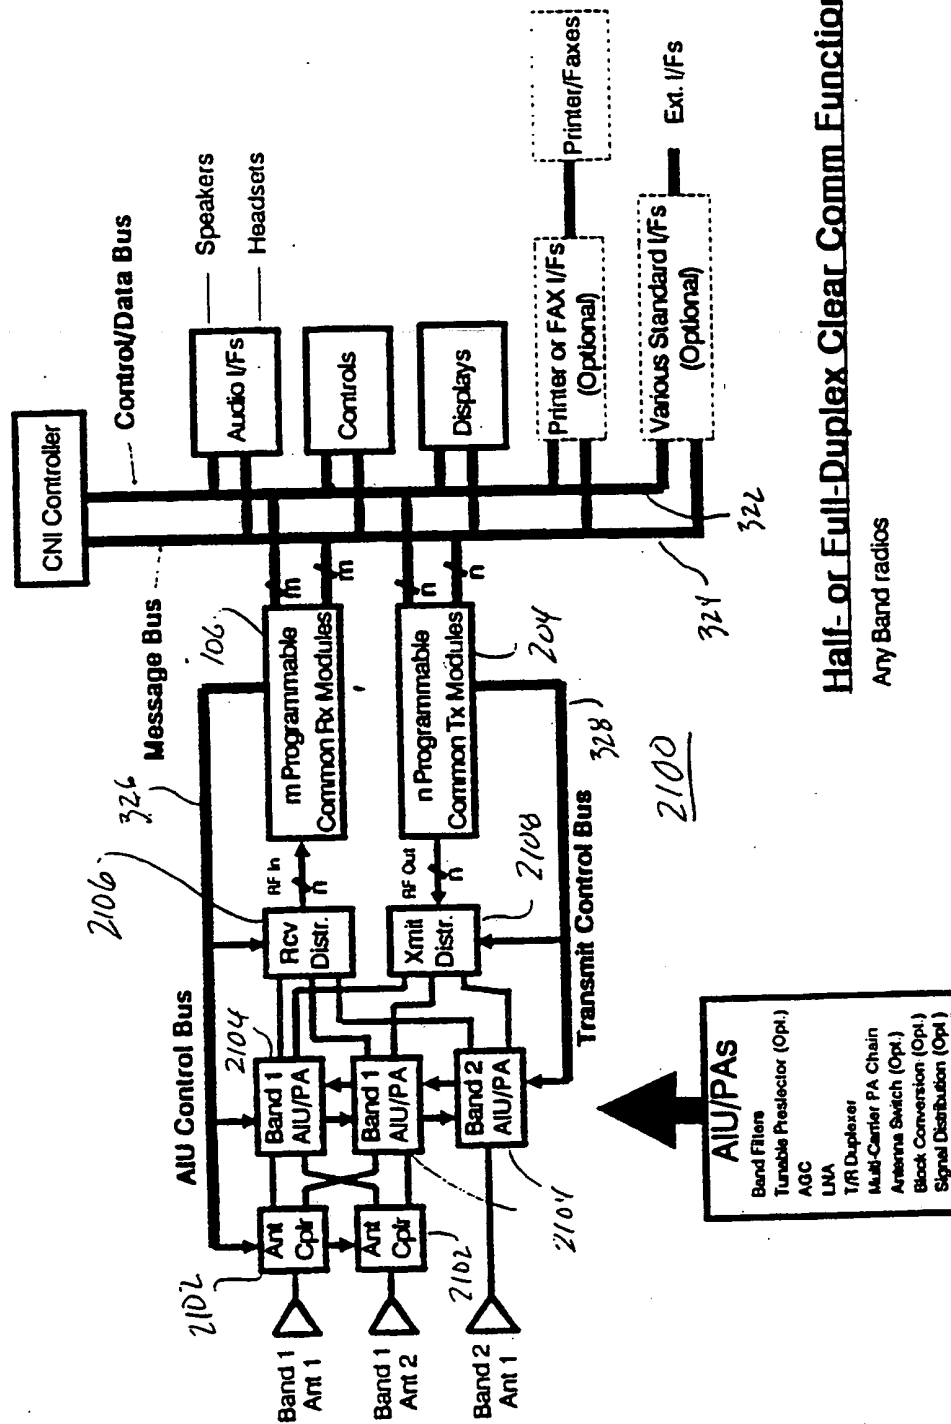 CNI Controller
Control/Data Bus
Message Bus
Speakers
Headsets
Audio I/Fs
Controls
Displays
Printer or FAX I/Fs
(Optional)
Printer/Faxes
Various Standard I/Fs
(Optional)
Ext. I/Fs
322
324
326
106
m Programmable
Common Rx Modules
m
m
204
n Programmable
Common Tx Modules
n
n
328
2106
RF In
n
Rcv
Distr.
RF Out
n
Xmit
Distr.
2108
AIU Control Bus
Transmit Control Bus
2104
Band 1
AIU/PA
Band 1
AIU/PA
Band 2
AIU/PA
2104
2102
Ant
Cplr
Ant
Cplr
2102
Band 1
Ant 1
Band 1
Ant 2
Band 2
Ant 1
2100
AIU/PAs
Band Filters
Tunable Preslector (Opt.)
AGC
LNA
T/R Duplexer
Multi-Carrier PA Chain
Antenna Switch (Opt.)
Block Conversion (Opt.)
Signal Distribution (Opt)
Half- or Full-Duplex Clear Comm Function
Any Band radios